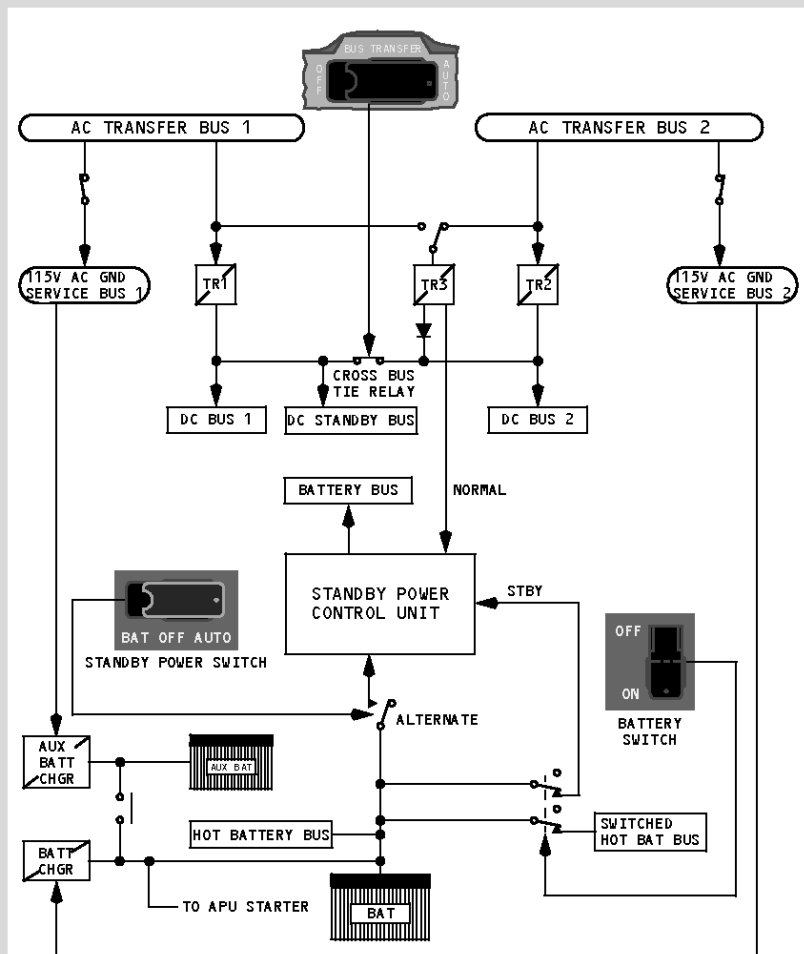 BUS TRANSFER
OFF
AUTO
AC TRANSFER BUS 1
AC TRANSFER BUS 2
115V AC GND
SERVICE BUS 1
TR1
TR3
TR2
115V AC GND
SERVICE BUS 2
CROSS BUS
TIE RELAY
DC BUS 1
DC STANDBY BUS
DC BUS 2
BATTERY BUS
NORMAL
STANDBY POWER
CONTROL UNIT
STBY
BAT OFF AUTO
STANDBY POWER SWITCH
OFF
ON
BATTERY
SWITCH
ALTERNATE
AUX
BATT
CHGR
AUX BAT
HOT BATTERY BUS
SWITCHED
HOT BAT BUS
BATT
CHGR
TO APU STARTER
BAT